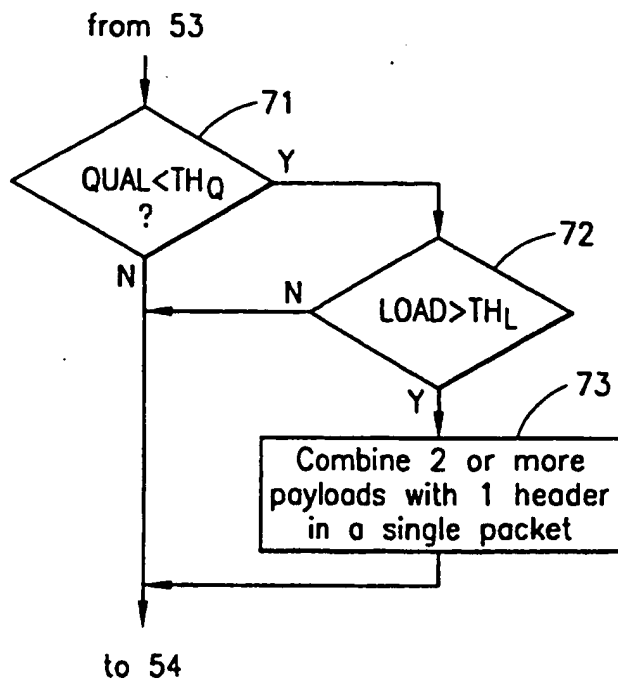 from 53
71
QUAL<THQ
?
Y
N
72
LOAD>THL
N
Y
73
Combine 2 or more
payloads with 1 header
in a single packet
to 54